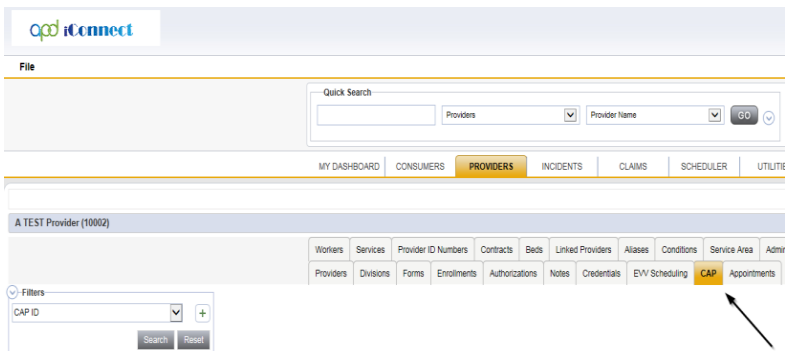 apd iConnect
File
Quick Search
Providers Provider Name GO
MY DASHBOARD CONSUMERS PROVIDERS INCIDENTS CLAIMS SCHEDULER UTILITIE
A TEST Provider (10002)
Workers Services Provider ID Numbers Contracts Beds Linked Providers Aliases Conditions Service Area Admin
Providers Divisions Forms Enrollments Authorizations Notes Credentials EVV Scheduling CAP Appointments
Filters
CAP ID
Search Reset